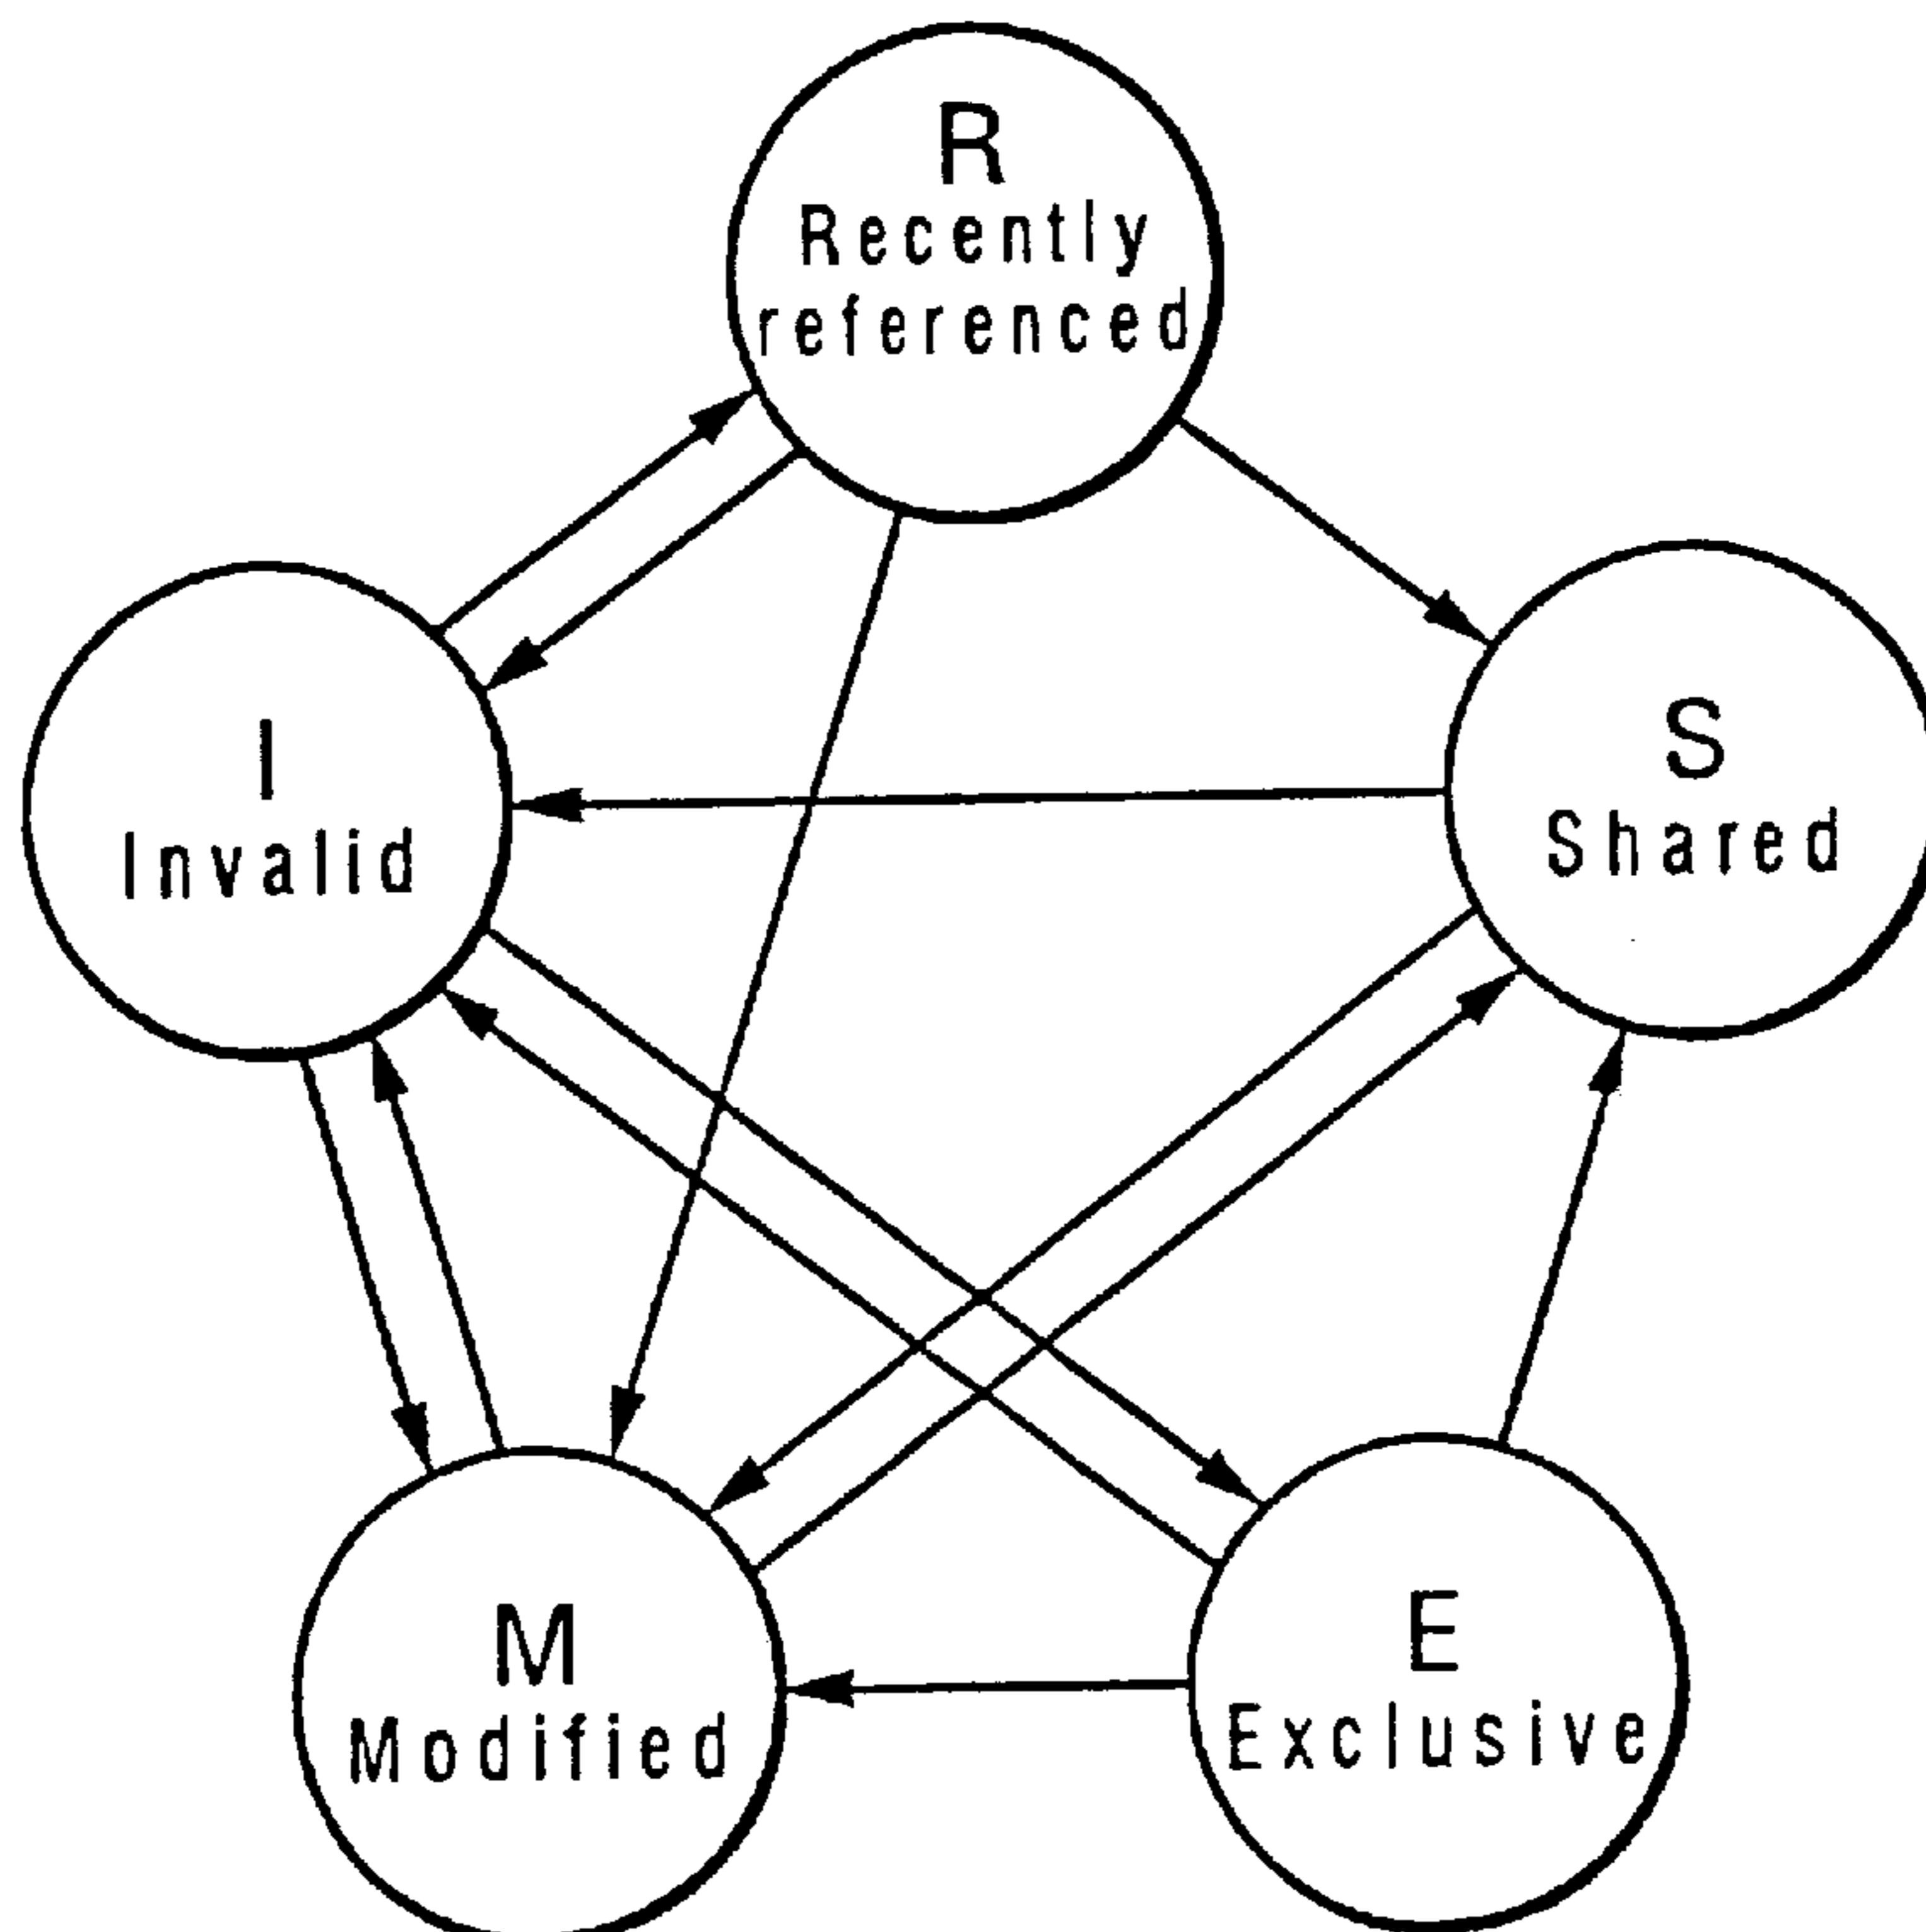 R
Recently
referenced
I
Invalid
S
Shared
M
Modified
E
Exclusive